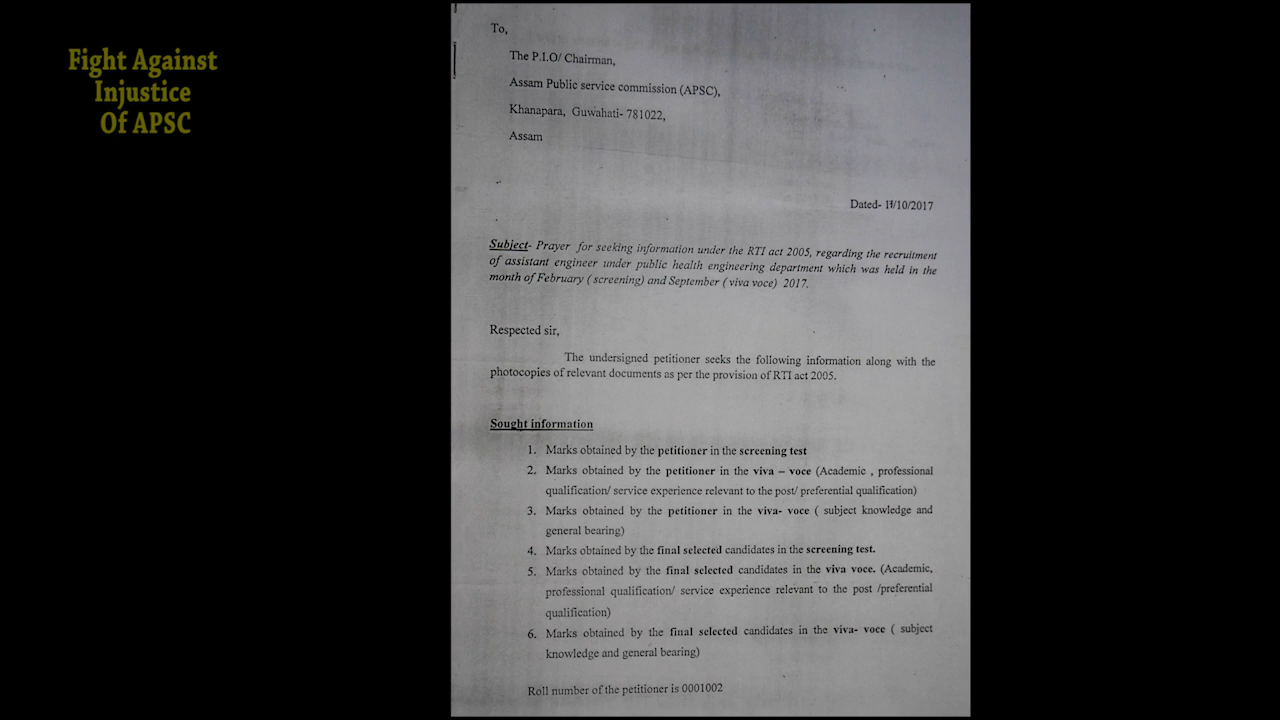 Fight Against
Injustice
Of APSC
To,
The P.I.O/ Chairman,
Assam Public service commission (APSC),
Khanapara, Guwahati- 781022,
Assam
Dated- 11/10/2017
Subject- Prayer for seeking information under the RTI act 2005, regarding the recruitment
of assistant engineer under public health engineering department which was held in the
month of February ( screening) and September ( viva voce) 2017.
Respected sir,
The undersigned petitioner seeks the following information along with the
photocopies of relevant documents as per the provision of RTI act 2005.
Sought information
1. Marks obtained by the petitioner in the screening test
2. Marks obtained by the petitioner in the viva – voce (Academic , professional
qualification/ service experience relevant to the post/ preferential qualification)
3. Marks obtained by the petitioner in the viva- voce ( subject knowledge and
general bearing)
4. Marks obtained by the final selected candidates in the screening test.
5. Marks obtained by the final selected candidates in the viva voce. (Academic,
professional qualification/ service experience relevant to the post /preferential
qualification)
6. Marks obtained by the final selected candidates in the viva- voce ( subject
knowledge and general bearing)
Roll number of the petitioner is 0001002